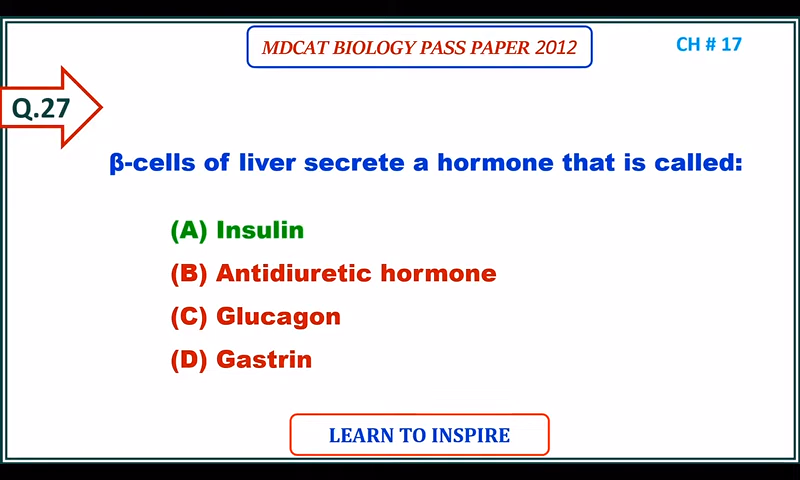 MDCAT BIOLOGY PASS PAPER 2012
CH # 17
Q.27
β-cells of liver secrete a hormone that is called:
(A) Insulin
(B) Antidiuretic hormone
(C) Glucagon
(D) Gastrin
LEARN TO INSPIRE